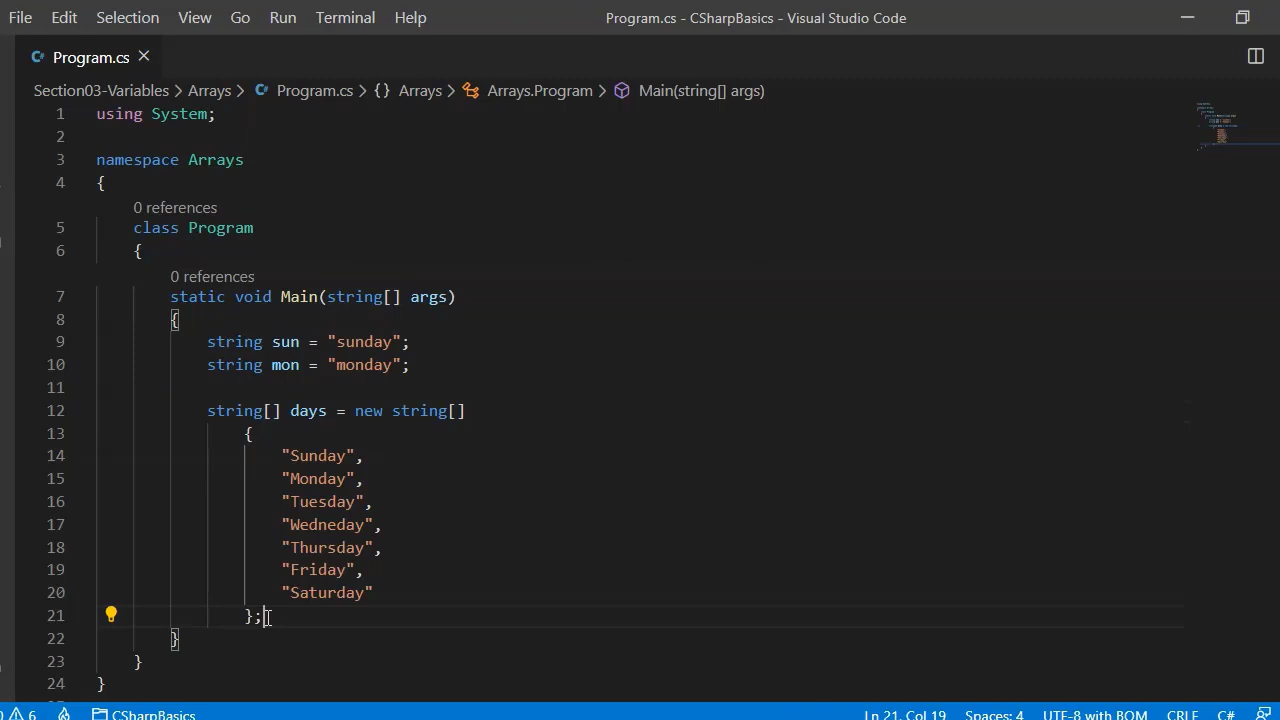 File Edit Selection View Go Run Terminal Help Program.cs - CSharpBasics - Visual Studio Code
Program.cs
Section03-Variables > Arrays > Program.cs > {} Arrays > Arrays.Program > Main(string[] args)
1 using System;
2
3 namespace Arrays
4 {
0 references
5 class Program
6 {
0 references
7 static void Main(string[] args)
8 {
9 string sun = "sunday";
10 string mon = "monday";
11
12 string[] days = new string[]
13 {
14 "Sunday",
15 "Monday",
16 "Tuesday",
17 "Wedneday",
18 "Thursday",
19 "Friday",
20 "Saturday"
21 };
22 }
23 }
24 }
6 CSharpBasics Ln 21, Col 19 Spaces: 4 UTF-8 with BOM CRLF C#